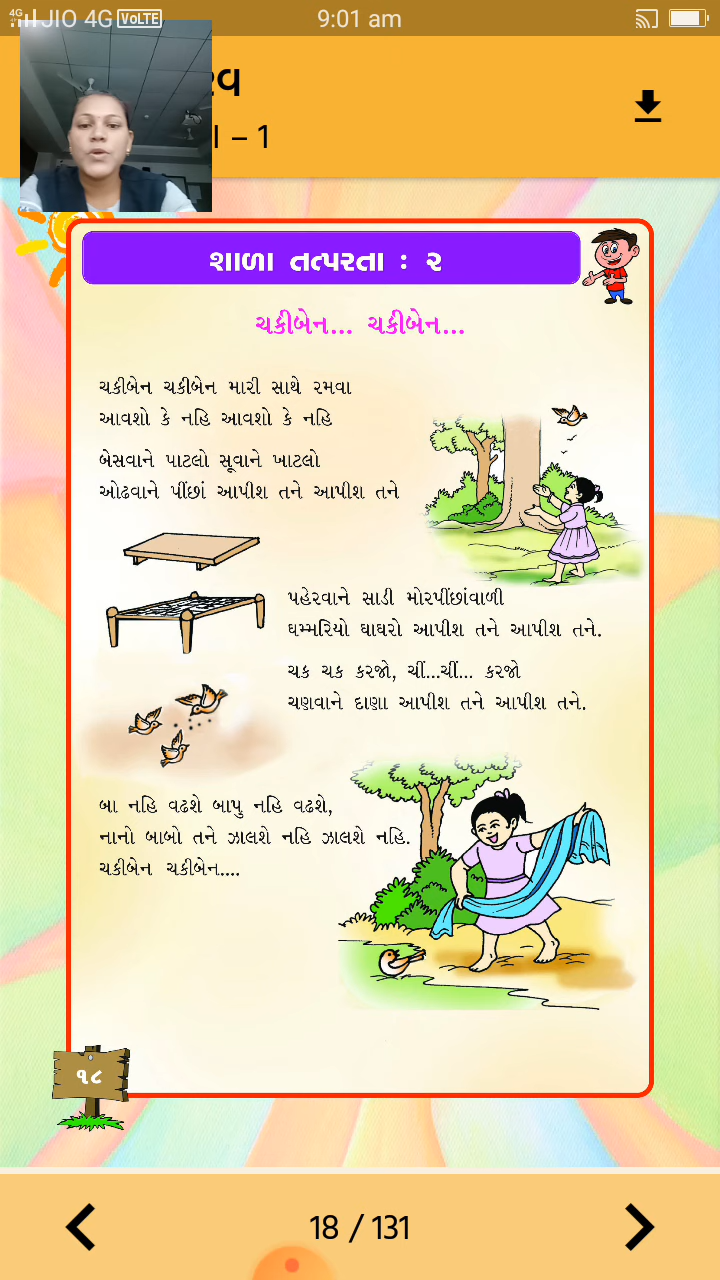 4G JIO 4G VoLTE 9:01 am
– 1
શાળા તત્પરતા : ૨
ચકીબેન... ચકીબેન...
ચકીબેન ચકીબેન મારી સાથે રમવા
આવશો કે નહિ આવશો કે નહિ
બેસવાને પાટલો સૂવાને ખાટલો
ઓઢવાને પીંછાં આપીશ તને આપીશ તને
પહેરવાને સાડી મોરપીંછાંવાળી
ઘમ્મરિયો ઘાઘરો આપીશ તને આપીશ તને.
ચક ચક કરજો, ચીં...ચીં... કરજો
ચણવાને દાણા આપીશ તને આપીશ તને.
બા નહિ વઢશે બાપુ નહિ વઢશે,
નાનો બાબો તને ઝાલશે નહિ ઝાલશે નહિ.
ચકીબેન ચકીબેન....
૧૮
18 / 131